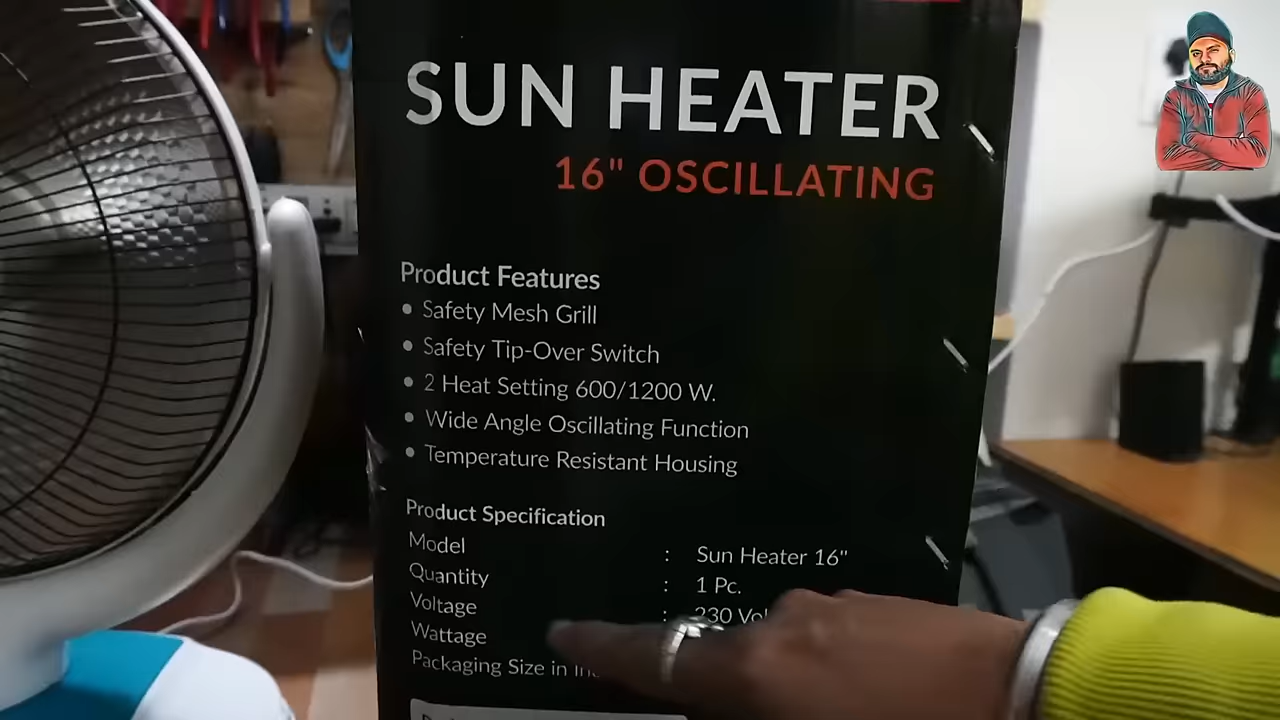 SUN HEATER
16" OSCILLATING
Product Features
• Safety Mesh Grill
• Safety Tip-Over Switch
• 2 Heat Setting 600/1200 W.
• Wide Angle Oscillating Function
• Temperature Resistant Housing
Product Specification
Model : Sun Heater 16"
Quantity : 1 Pc.
Voltage : 230
Wattage
Packaging Size in